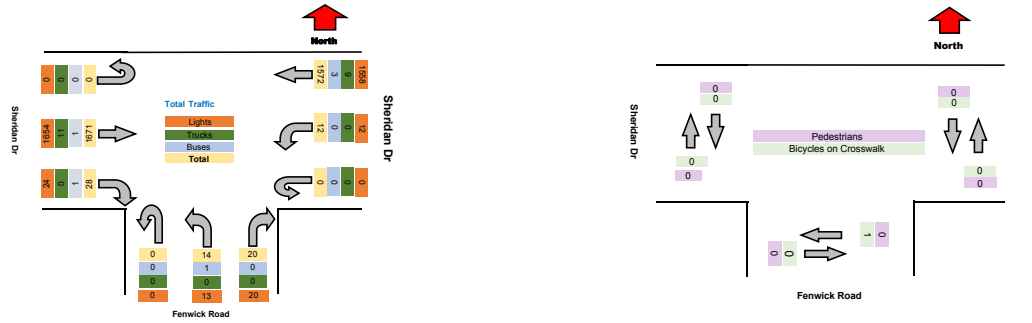 North
0 0 0 0
1572 3 9 1558
Sheridan Dr
Total Traffic
Lights
Trucks
Buses
Total
1654 11 1 1671
12 0 0 12
Sheridan Dr
24 0 1 28
0 0 0 0
0 14 20
0 1 0
0 0 0
0 13 20
Fenwick Road
North
0
0
0
0
Sheridan Dr
Pedestrians
Bicycles on Crosswalk
0
0
0
0
1 0
0 0
Fenwick Road